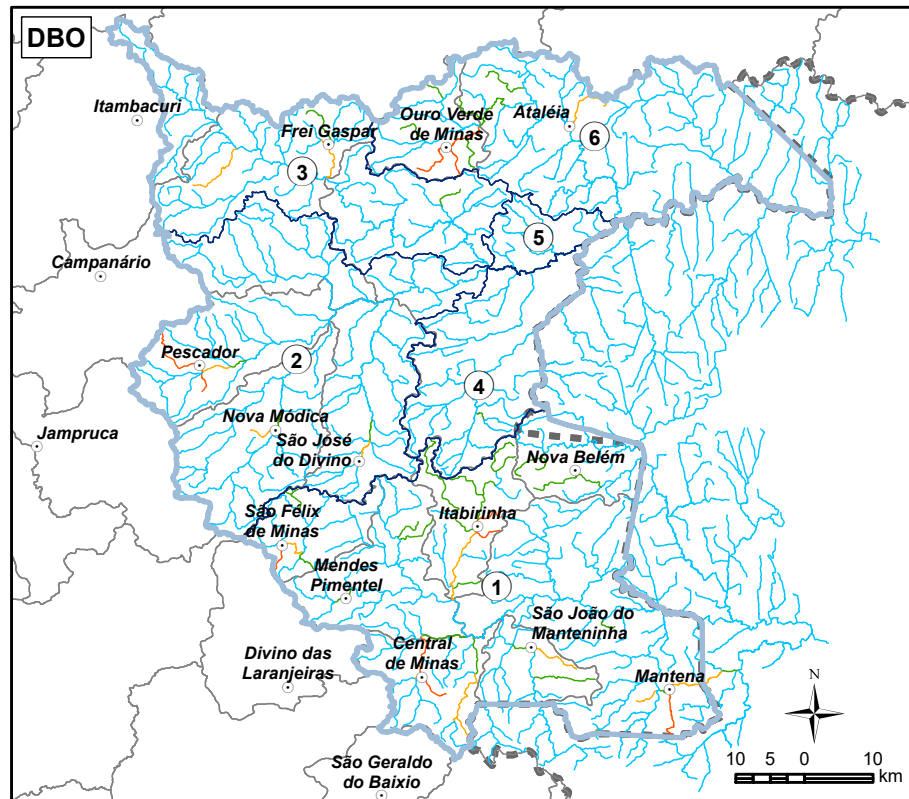 DBO
Itambacuri
Frei Gaspar
Ouro Verde
de Minas
Ataléia
6
3
5
Campanário
Pescador
2
4
Nova Módica
São José
do Divino
Jampruca
Nova Belém
São Félix
de Minas
Itabirinha
Mendes
Pimentel
1
São João do
Manteninha
Divino das
Laranjeiras
Central
de Minas
Mantena
N
São Geraldo
do Baixio
10 5 0 10
km